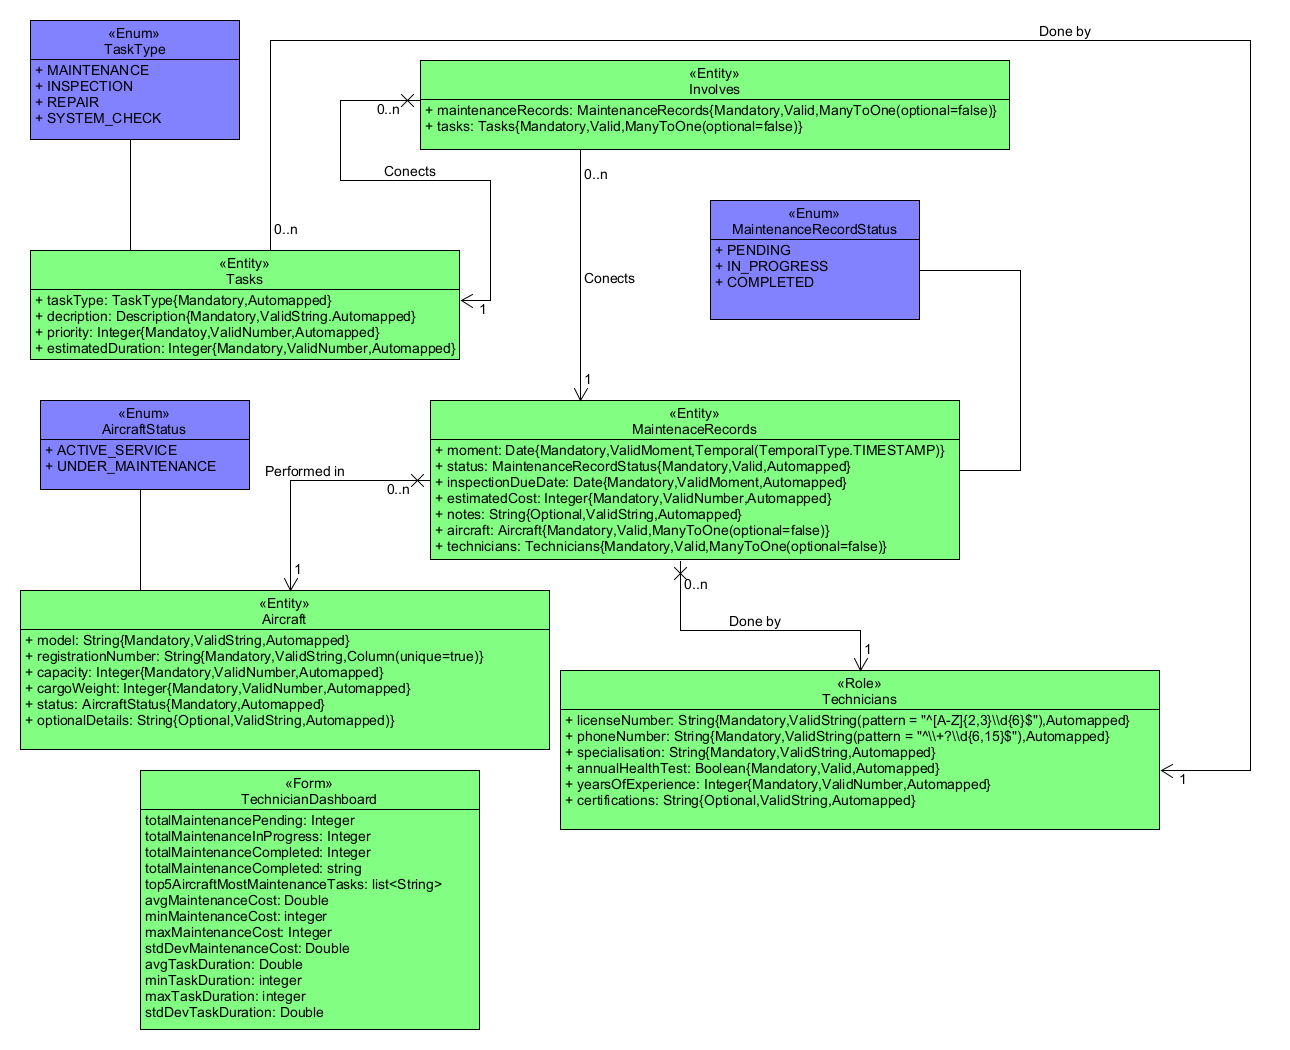 «Enum»
TaskType
+ MAINTENANCE
+ INSPECTION
+ REPAIR
+ SYSTEM_CHECK
Done by
«Entity»
Involves
+ maintenanceRecords: MaintenanceRecords{Mandatory,Valid,ManyToOne(optional=false)}
+ tasks: Tasks{Mandatory,Valid,ManyToOne(optional=false)}
0..n
Conects
0..n
0..n
«Enum»
MaintenanceRecordStatus
+ PENDING
+ IN_PROGRESS
+ COMPLETED
«Entity»
Tasks
+ taskType: TaskType{Mandatory,Automapped}
+ decription: Description{Mandatory,ValidString.Automapped}
+ priority: Integer{Mandatoy,ValidNumber,Automapped}
+ estimatedDuration: Integer{Mandatory,ValidNumber,Automapped}
1
Conects
1
«Enum»
AircraftStatus
+ ACTIVE_SERVICE
+ UNDER_MAINTENANCE
«Entity»
MaintenaceRecords
+ moment: Date{Mandatory,ValidMoment,Temporal(TemporalType.TIMESTAMP)}
+ status: MaintenanceRecordStatus{Mandatory,Valid,Automapped}
+ inspectionDueDate: Date{Mandatory,ValidMoment,Automapped}
+ estimatedCost: Integer{Mandatory,ValidNumber,Automapped}
+ notes: String{Optional,ValidString,Automapped}
+ aircraft: Aircraft{Mandatory,Valid,ManyToOne(optional=false)}
+ technicians: Technicians{Mandatory,Valid,ManyToOne(optional=false)}
Performed in
0..n
1
0..n
Done by
1
«Entity»
Aircraft
+ model: String{Mandatory,ValidString,Automapped}
+ registrationNumber: String{Mandatory,ValidString,Column(unique=true)}
+ capacity: Integer{Mandatory,ValidNumber,Automapped}
+ cargoWeight: Integer{Mandatory,ValidNumber,Automapped}
+ status: AircraftStatus{Mandatory,Automapped}
+ optionalDetails: String{Optional,ValidString,Automapped)}
«Role»
Technicians
+ licenseNumber: String{Mandatory,ValidString(pattern = "^[A-Z]{2,3}\\d{6}$"),Automapped}
+ phoneNumber: String{Mandatory,ValidString(pattern = "^\\+?\\d{6,15}$"),Automapped}
+ specialisation: String{Mandatory,ValidString,Automapped}
+ annualHealthTest: Boolean{Mandatory,Valid,Automapped}
+ yearsOfExperience: Integer{Mandatory,ValidNumber,Automapped}
+ certifications: String{Optional,ValidString,Automapped}
1
«Form»
TechnicianDashboard
totalMaintenancePending: Integer
totalMaintenanceInProgress: Integer
totalMaintenanceCompleted: Integer
totalMaintenanceCompleted: string
top5AircraftMostMaintenanceTasks: list<String>
avgMaintenanceCost: Double
minMaintenanceCost: integer
maxMaintenanceCost: Integer
stdDevMaintenanceCost: Double
avgTaskDuration: Double
minTaskDuration: integer
maxTaskDuration: integer
stdDevTaskDuration: Double